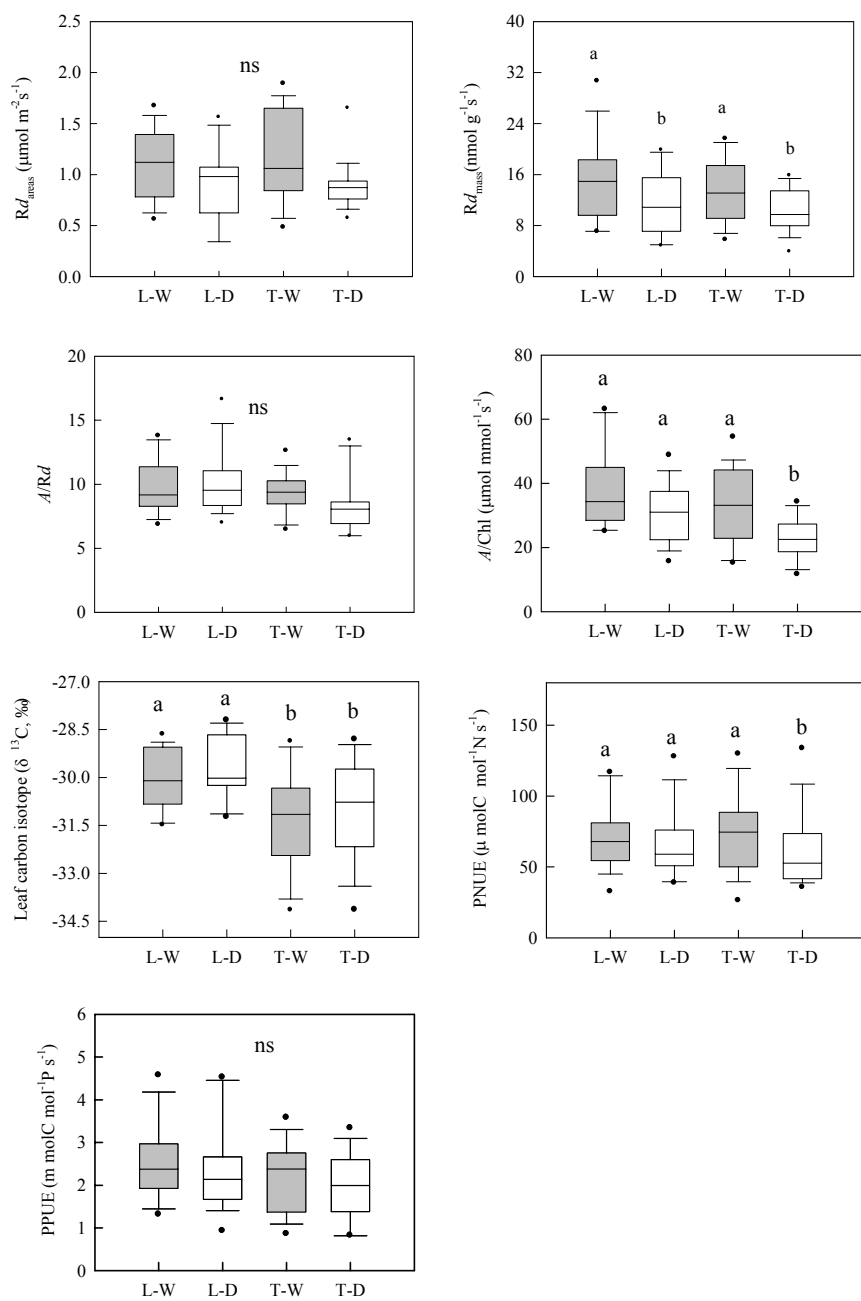 2.5
2.0
1.5
1.0
0.5
0.0
Rd_areas (µmol m⁻²s⁻¹)
ns
L-W L-D T-W T-D
40
32
24
16
8
0
Rd_mass (nmol g⁻¹s⁻¹)
a
b
a
b
L-W L-D T-W T-D
20
15
10
5
0
A/Rd
ns
L-W L-D T-W T-D
80
60
40
20
0
A/Chl (µmol mmol⁻¹s⁻¹)
a a a b
L-W L-D T-W T-D
-27.0
-28.5
-30.0
-31.5
-33.0
-34.5
Leaf carbon isotope (δ ¹³C, ‰)
a a b b
L-W L-D T-W T-D
150
100
50
0
PNUE (µ molC mol⁻¹N s⁻¹)
a a a b
L-W L-D T-W T-D
6
5
4
3
2
1
0
PPUE (m molC mol⁻¹P s⁻¹)
ns
L-W L-D T-W T-D